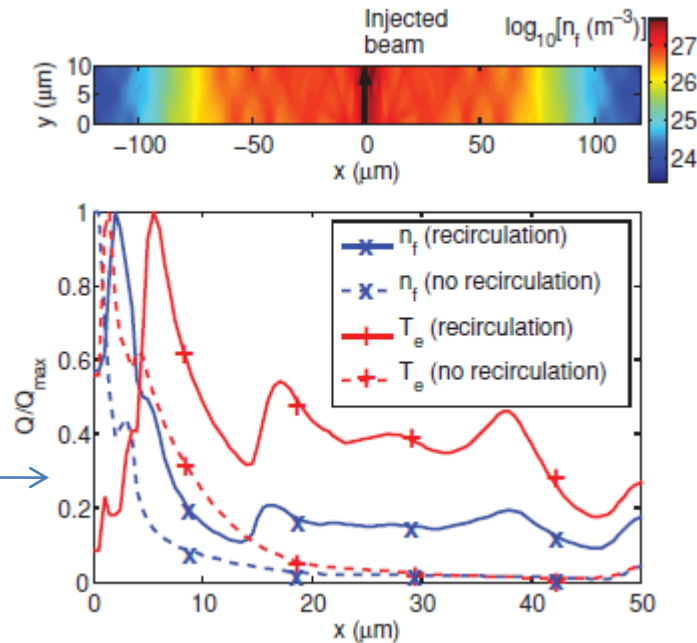 Injected
beam
log10[nf (m−3)]
10
5
0
y (μm)
−100 −50 0 50 100
x (μm)
27
26
25
24
1
0.8
0.6
0.4
0.2
0
Q/Qmax
nf (recirculation)
nf (no recirculation)
Te (recirculation)
Te (no recirculation)
0 10 20 30 40 50
x (μm)